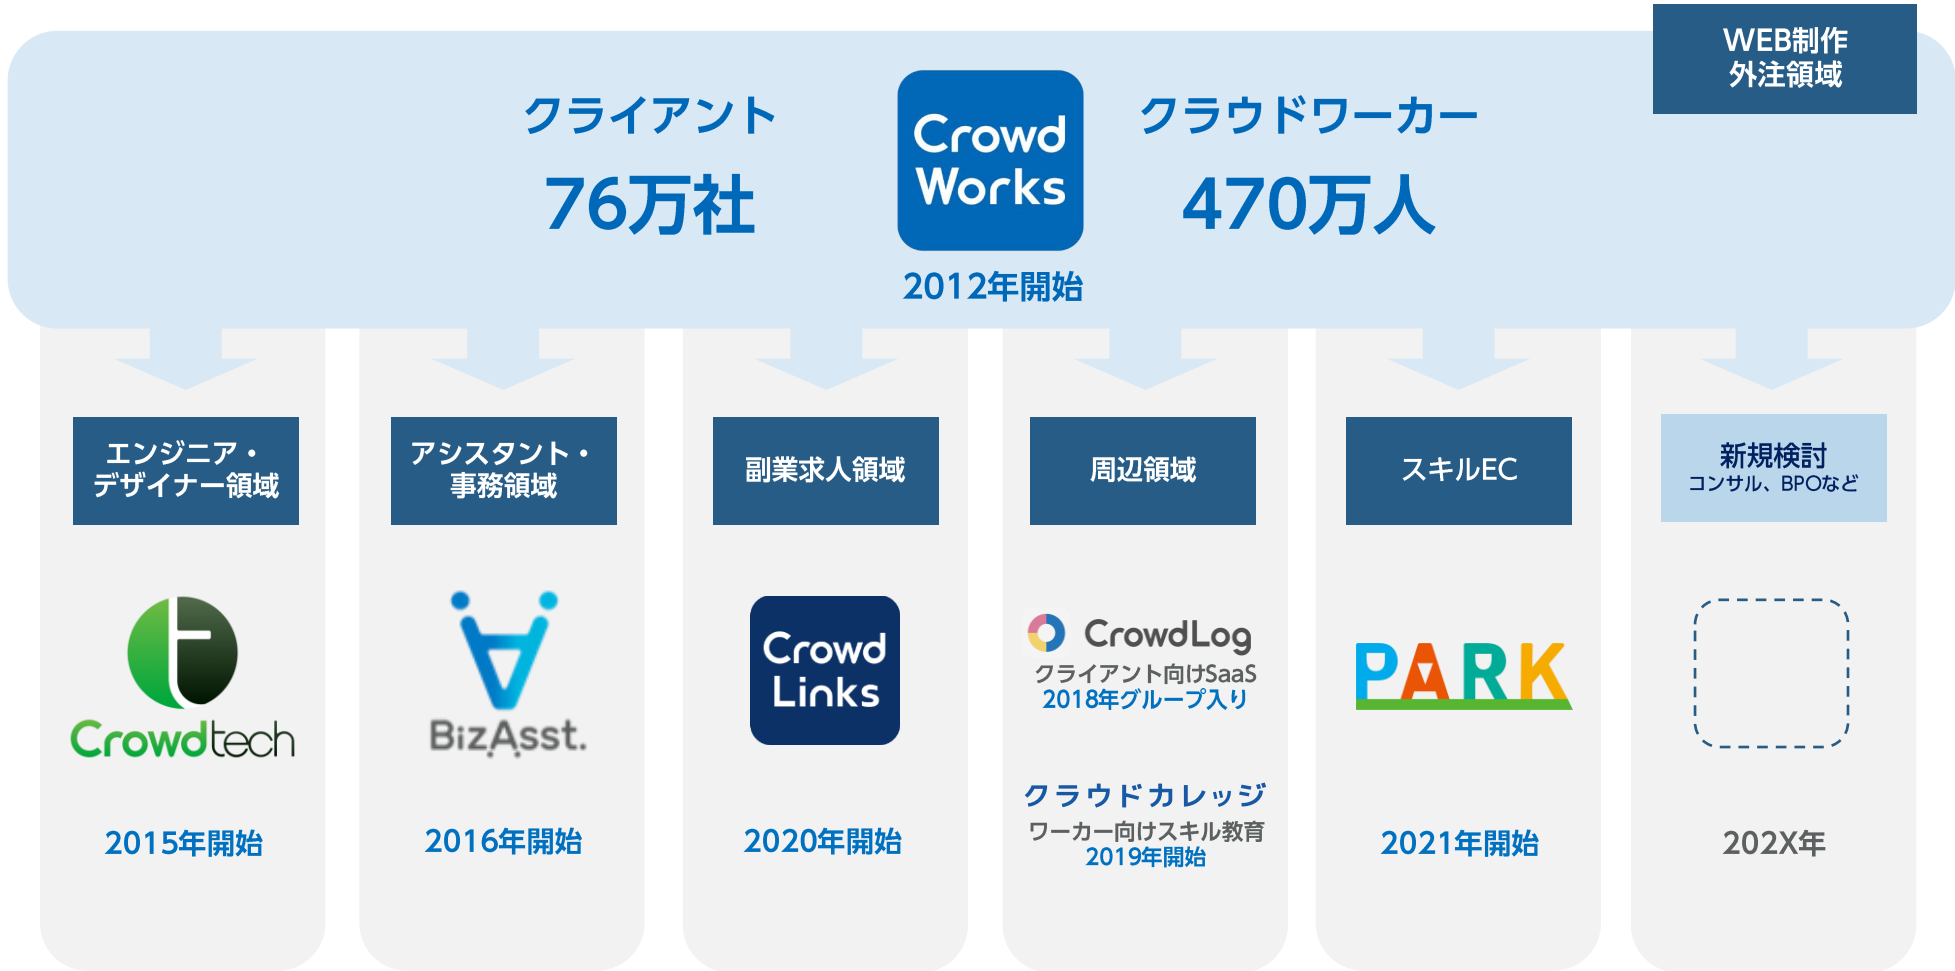 WEB制作
外注領域
クライアント
76万社
Crowd
Works
2012年開始
クラウドワーカー
470万人
エンジニア・
デザイナー領域
Crowdtech
2015年開始
アシスタント・
事務領域
BizAsst.
2016年開始
副業求人領域
Crowd
Links
2020年開始
周辺領域
CrowdLog
クライアント向けSaaS
2018年グループ入り
クラウドカレッジ
ワーカー向けスキル教育
2019年開始
スキルEC
PARK
2021年開始
新規検討
コンサル、BPOなど
202X年